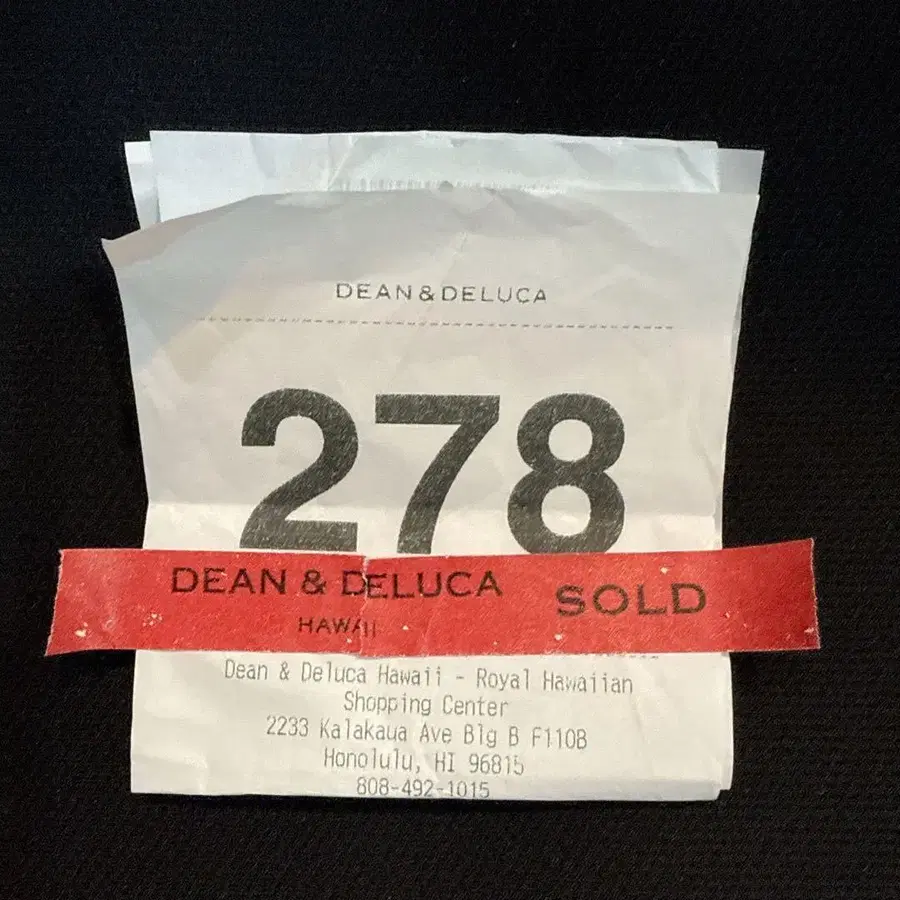 DEAN & DELUCA
278
DEAN & DELUCA SOLD
HAWAII
Dean & Deluca Hawaii - Royal Hawaiian
Shopping Center
2233 Kalakaua Ave Blg B F110B
Honolulu, HI 96815
808-492-1015